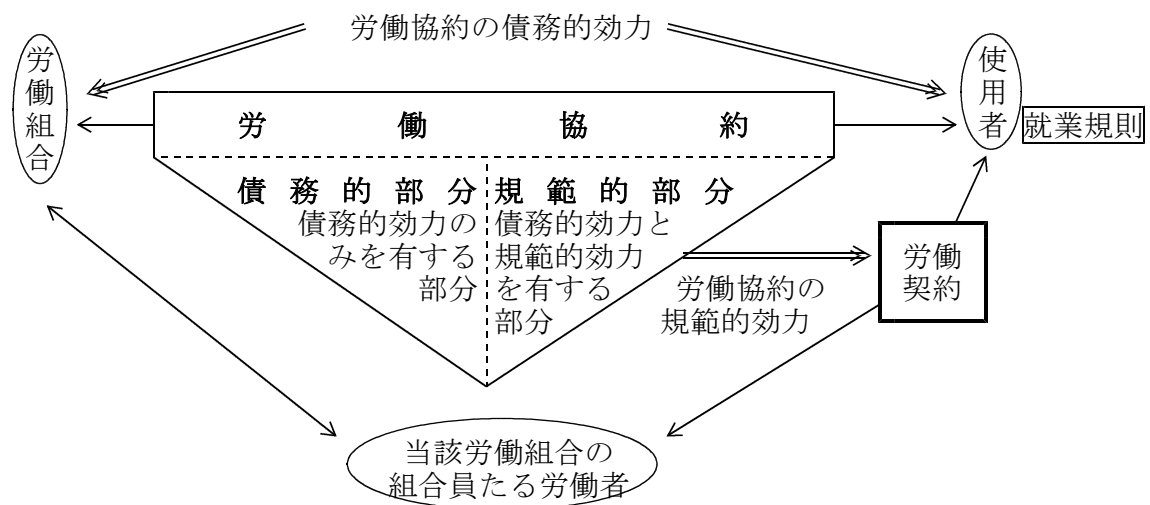 労働協約の債務的効力
労働組合
使用者
就業規則
労働協約
債務的部分
規範的部分
債務的効力の
みを有する
部分
債務的効力と
規範的効力
を有する
部分
労働協約の
規範的効力
労働
契約
当該労働組合の
組合員たる労働者